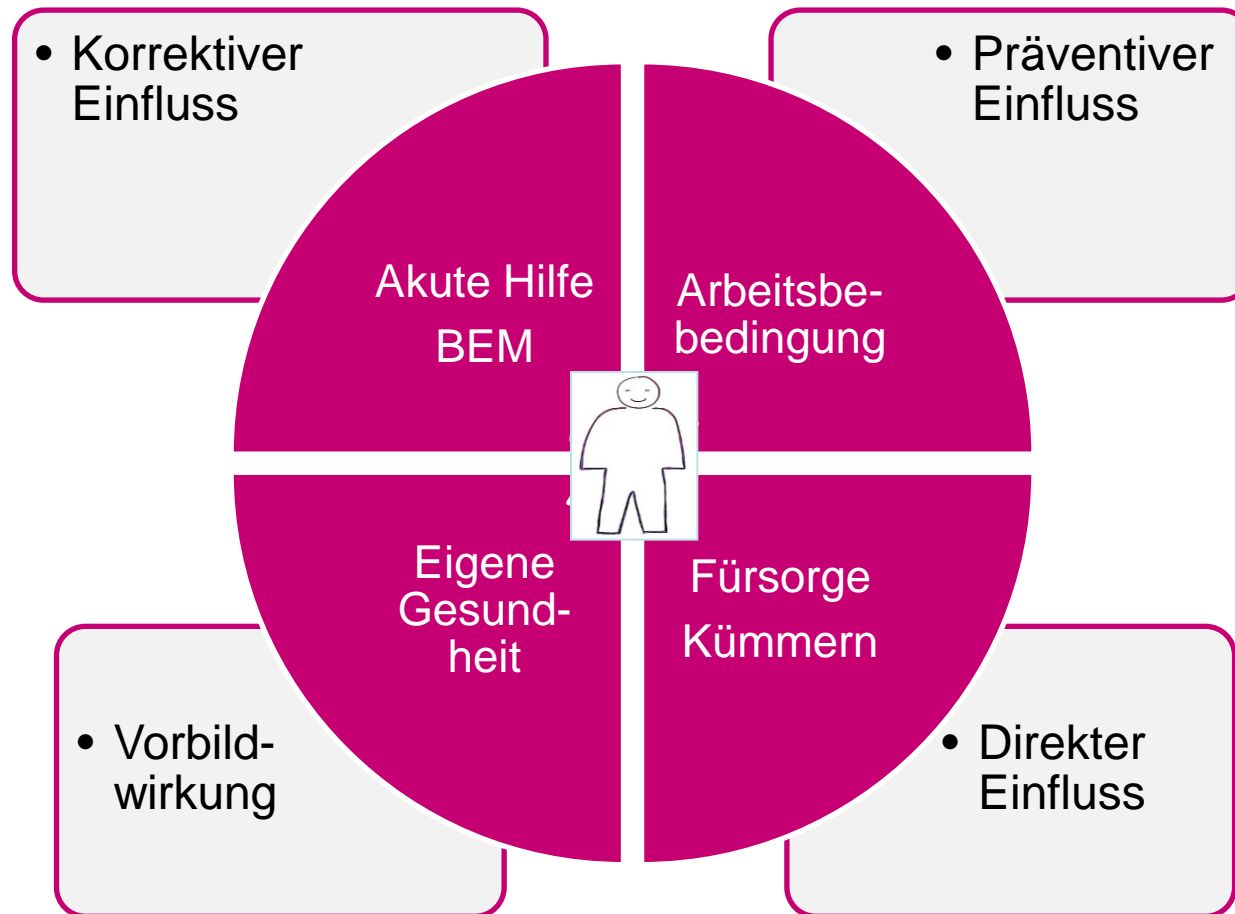 • Korrektiver
Einfluss
• Präventiver
Einfluss
Akute Hilfe
BEM
Arbeitsbe-
bedingung
Eigene
Gesund-
heit
Fürsorge
Kümmern
• Vorbild-
wirkung
• Direkter
Einfluss